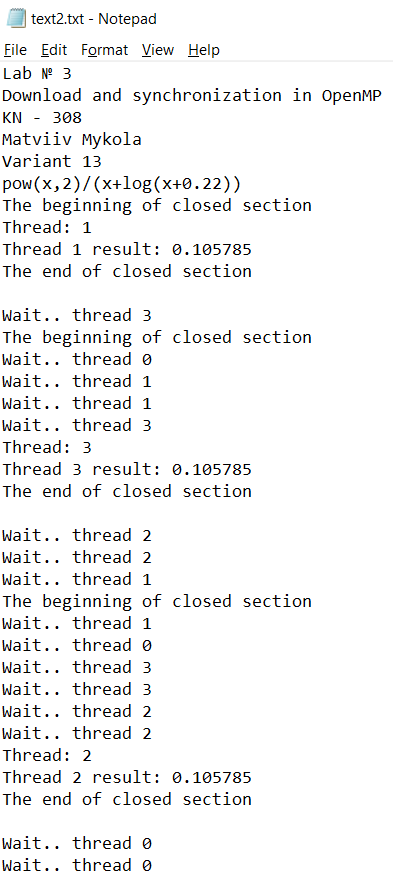 text2.txt - Notepad
File Edit Format View Help
Lab № 3
Download and synchronization in OpenMP
KN - 308
Matviiv Mykola
Variant 13
pow(x,2)/(x+log(x+0.22))
The beginning of closed section
Thread: 1
Thread 1 result: 0.105785
The end of closed section
Wait.. thread 3
The beginning of closed section
Wait.. thread 0
Wait.. thread 1
Wait.. thread 1
Wait.. thread 3
Thread: 3
Thread 3 result: 0.105785
The end of closed section
Wait.. thread 2
Wait.. thread 2
Wait.. thread 1
The beginning of closed section
Wait.. thread 1
Wait.. thread 0
Wait.. thread 3
Wait.. thread 3
Wait.. thread 2
Wait.. thread 2
Thread: 2
Thread 2 result: 0.105785
The end of closed section
Wait.. thread 0
Wait.. thread 0